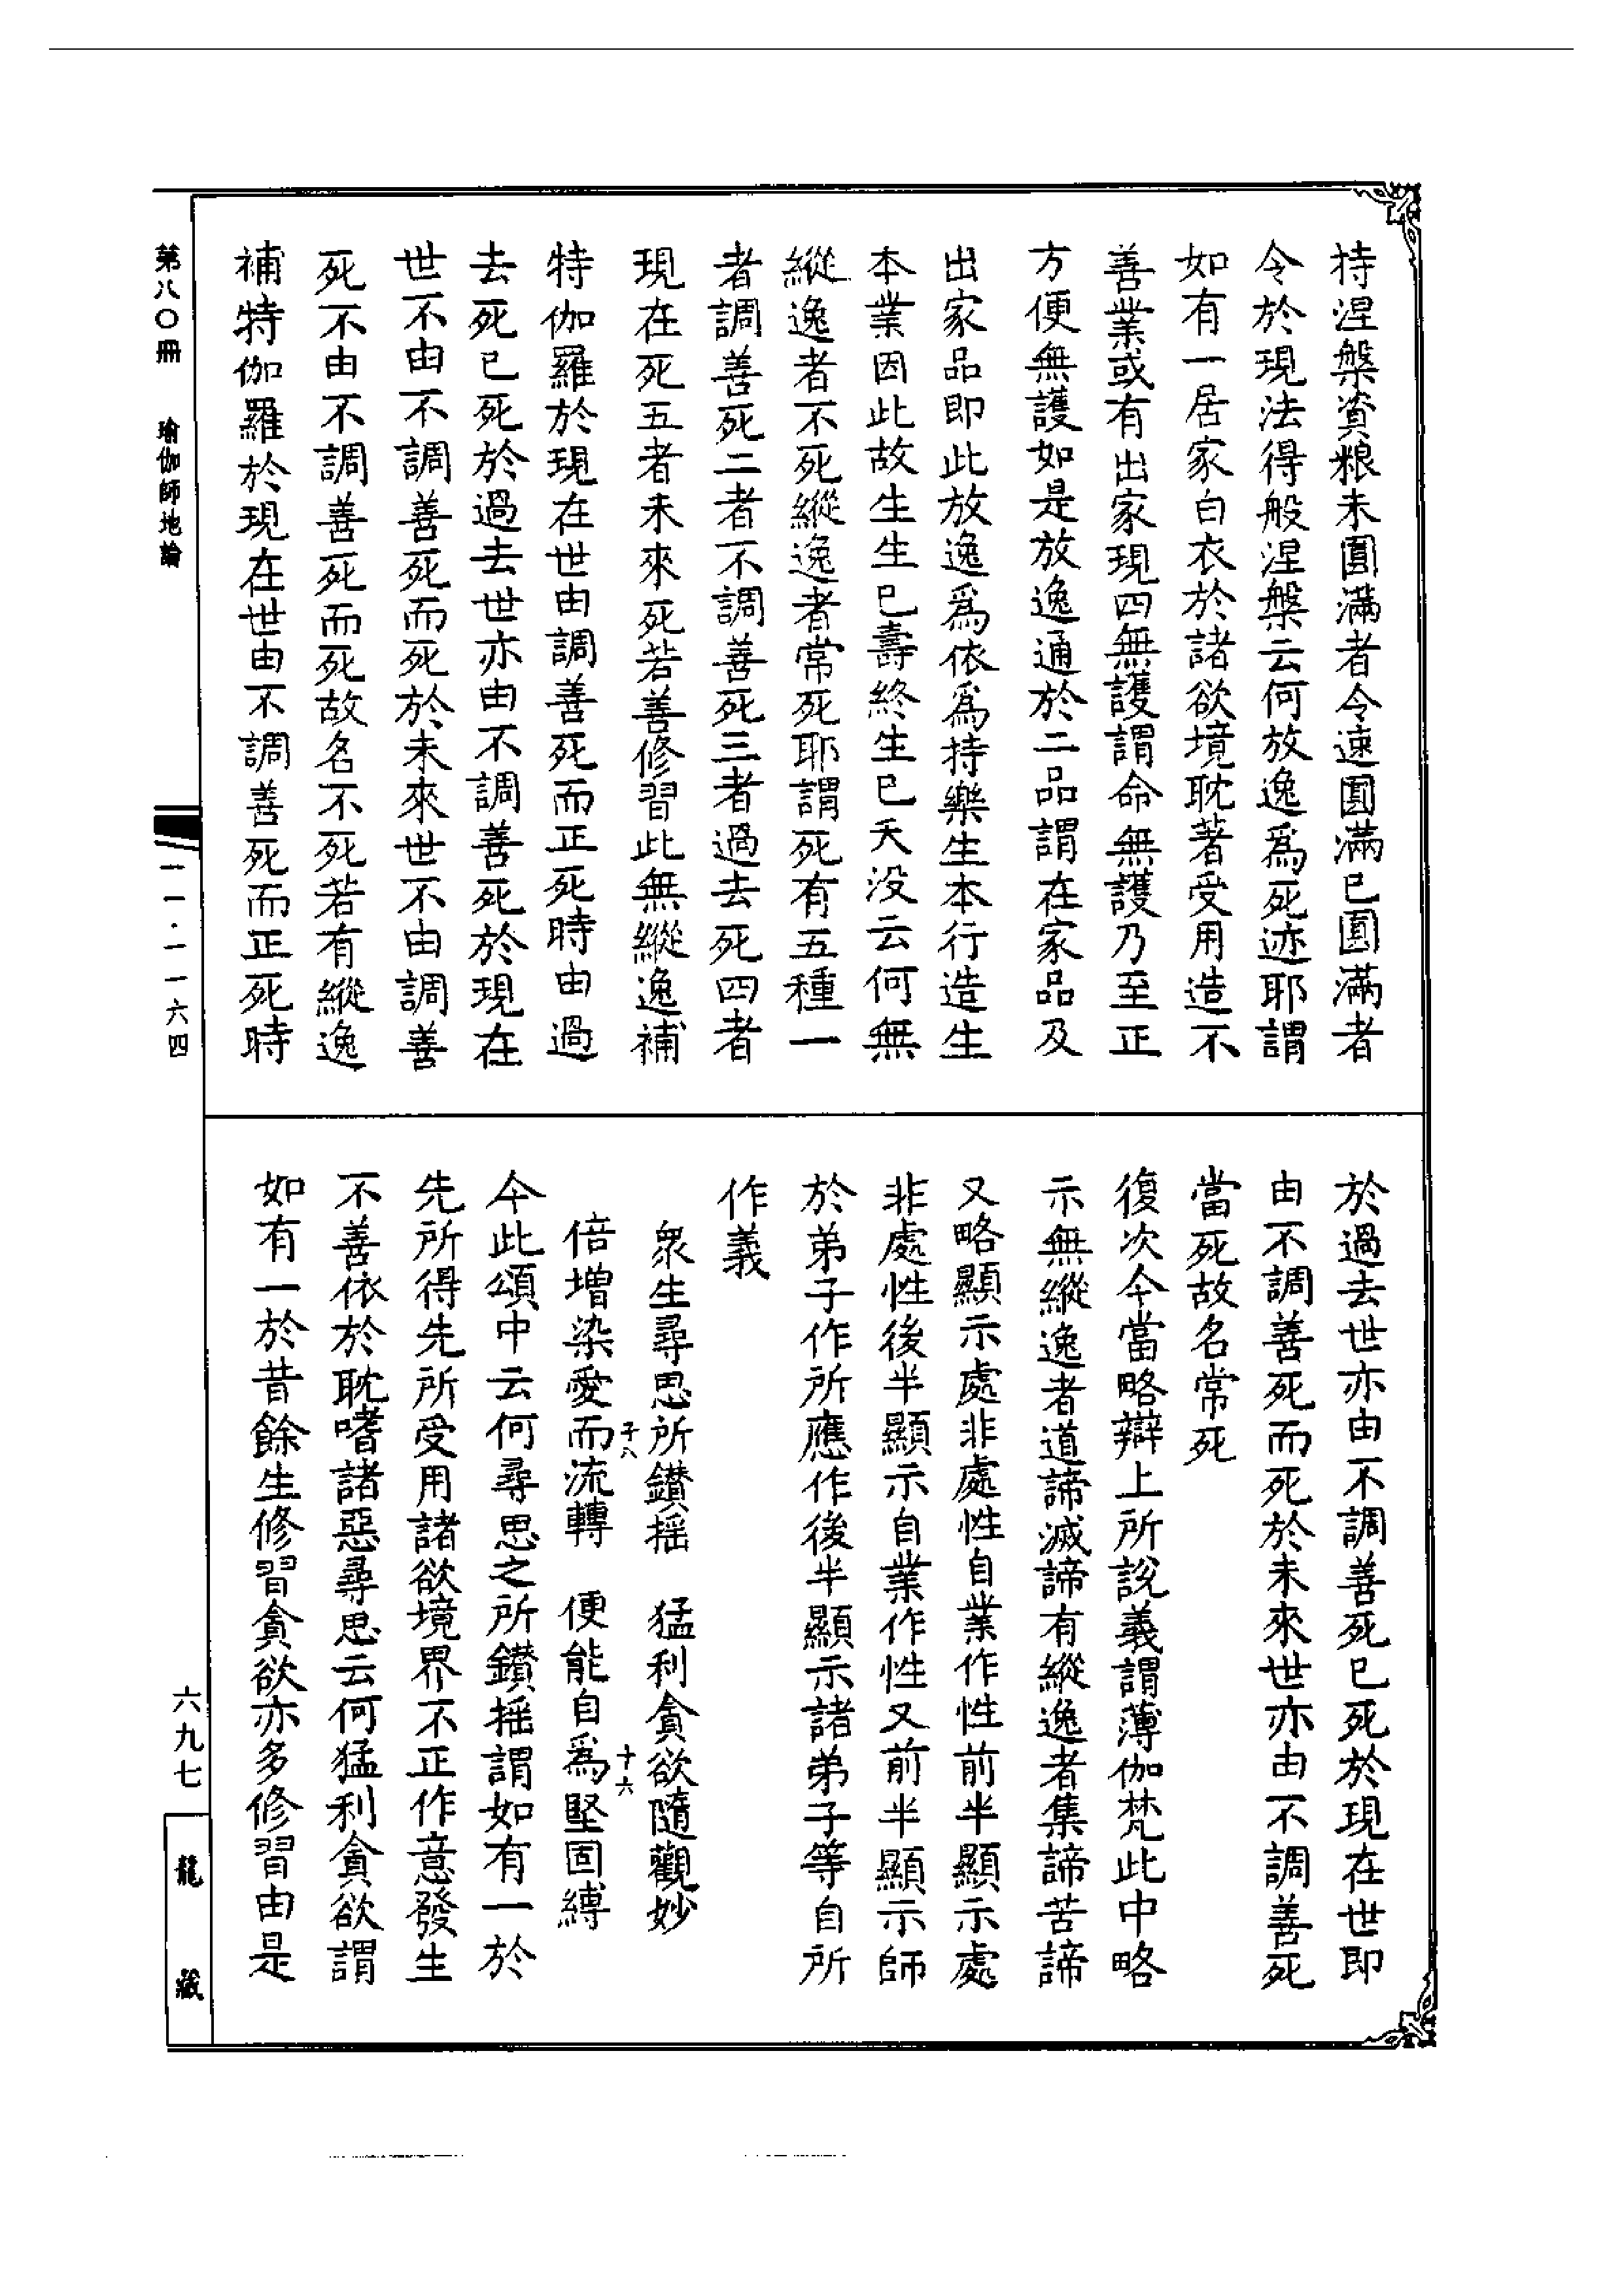 持涅槃資糧未圓滿者令速圓滿已圓滿者
令於現法得般涅槃云何放逸爲死迹耶謂
如有一居家白衣於諸欲境耽著受用造不
善業或有出家現四無護謂命無護乃至正
方便無護如是放逸通於二品謂在家品及
出家品即此放逸爲依爲持樂生本行造生
本業因此故生生已壽終生已夭没云何無
縱逸者不死縱逸者常死耶謂死有五種一
者調善死二者不調善死三者過去死四者
現在死五者未來死若善修習此無縱逸補
特伽羅於現在世由調善死而正死時由過
去死已死於過去世亦由不調善死於現在
世不由不調善死而死於未來世不由調善
死不由不調善死而死故名不死若有縱逸
補特伽羅於現在世由不調善死而正死時
於過去世亦由不調善死已死於現在世即
由不調善死而死於未來世亦由不調善死
當死故名常死
復次今當略辯上所說義謂薄伽梵此中略
示無縱逸者道諦滅諦有縱逸者集諦苦諦
又略顯示處非處性自業作性前半顯示處
非處性後半顯示自業作性又前半顯示師
於弟子作所應作後半顯示諸弟子等自所
作義
衆生尋思所鑽摇　猛利貪欲隨觀妙
倍增染愛而流轉　便能自爲堅固縛
今此頌中云何尋思之所鑽摇謂如有一於
先所得先所受用諸欲境界不正作意發生
不善依於耽嗜諸惡尋思云何猛利貪欲謂
如有一於昔餘生修習貪欲亦多修習由是
第八〇冊　瑜伽師地論
一一·一一六四
六九七
龍藏